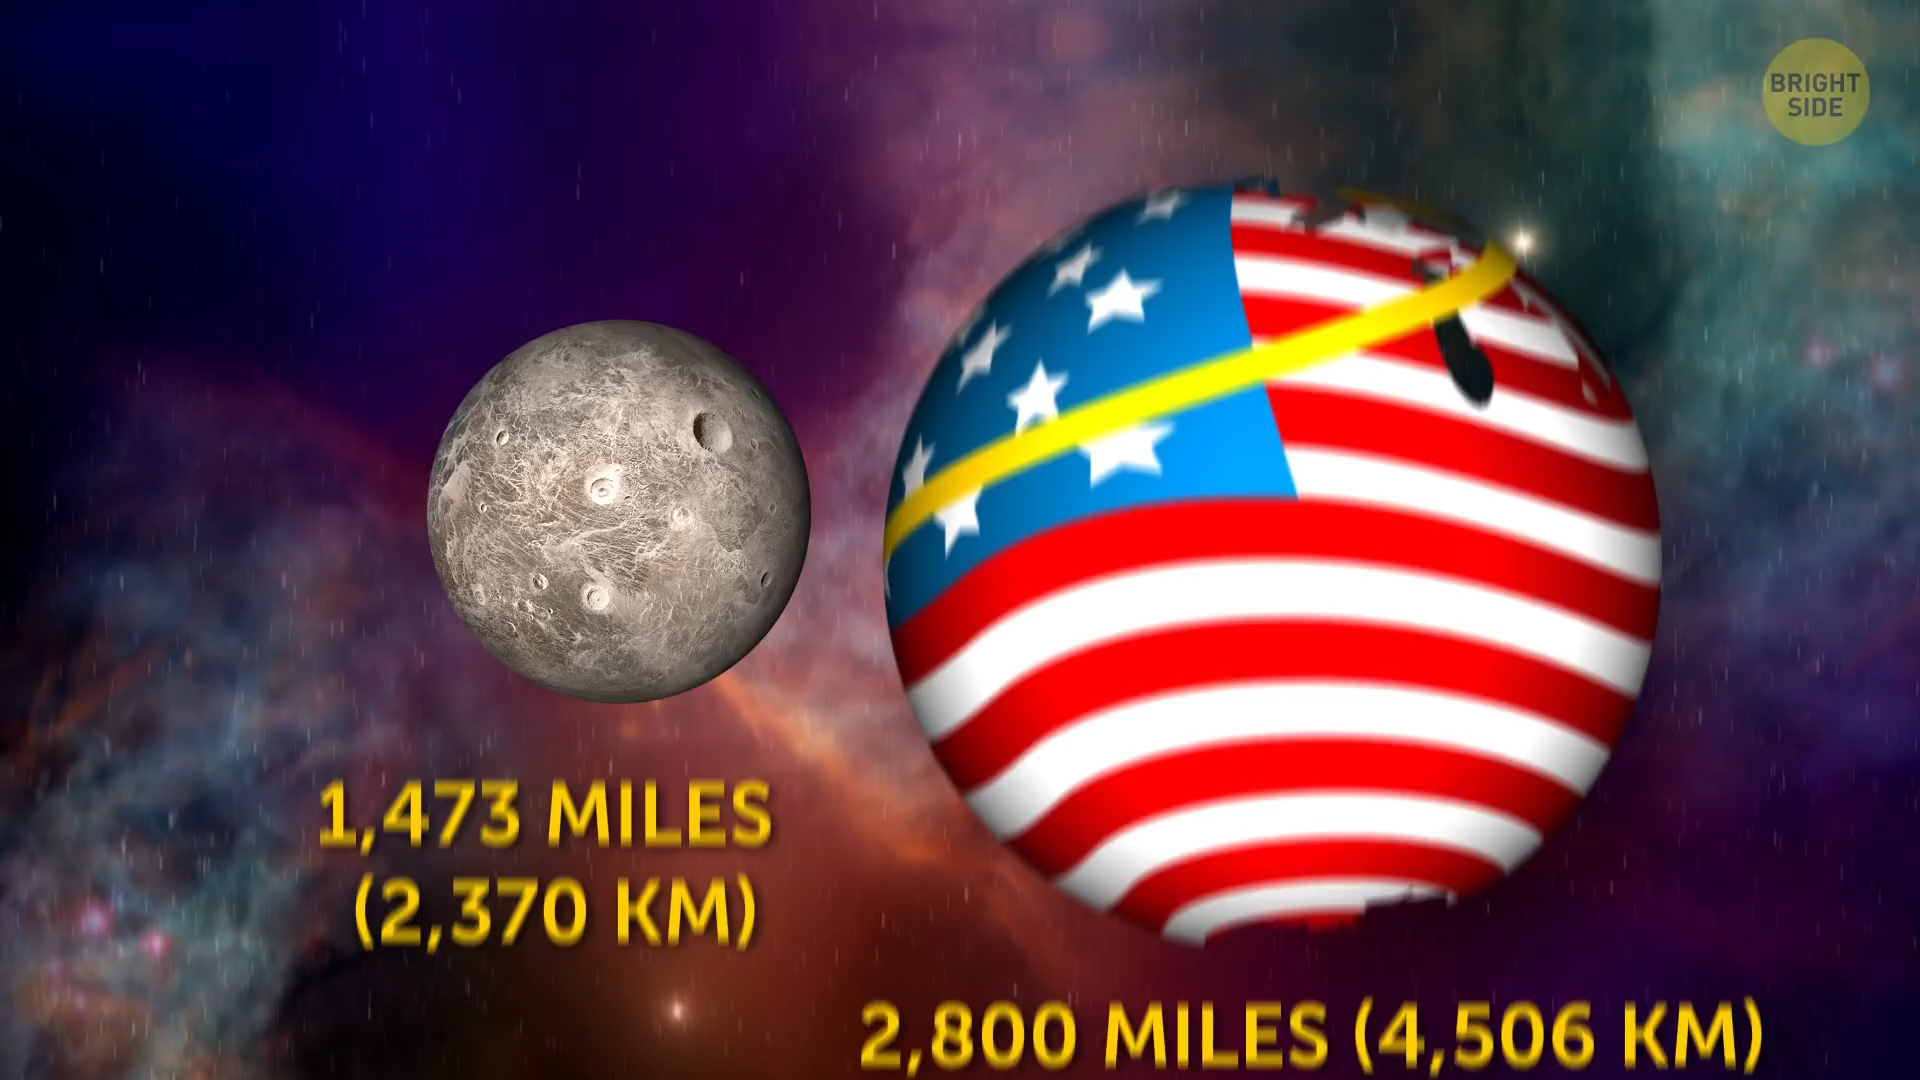 BRIGHT
SIDE
1,473 MILES
(2,370 KM)
2,800 MILES (4,506 KM)